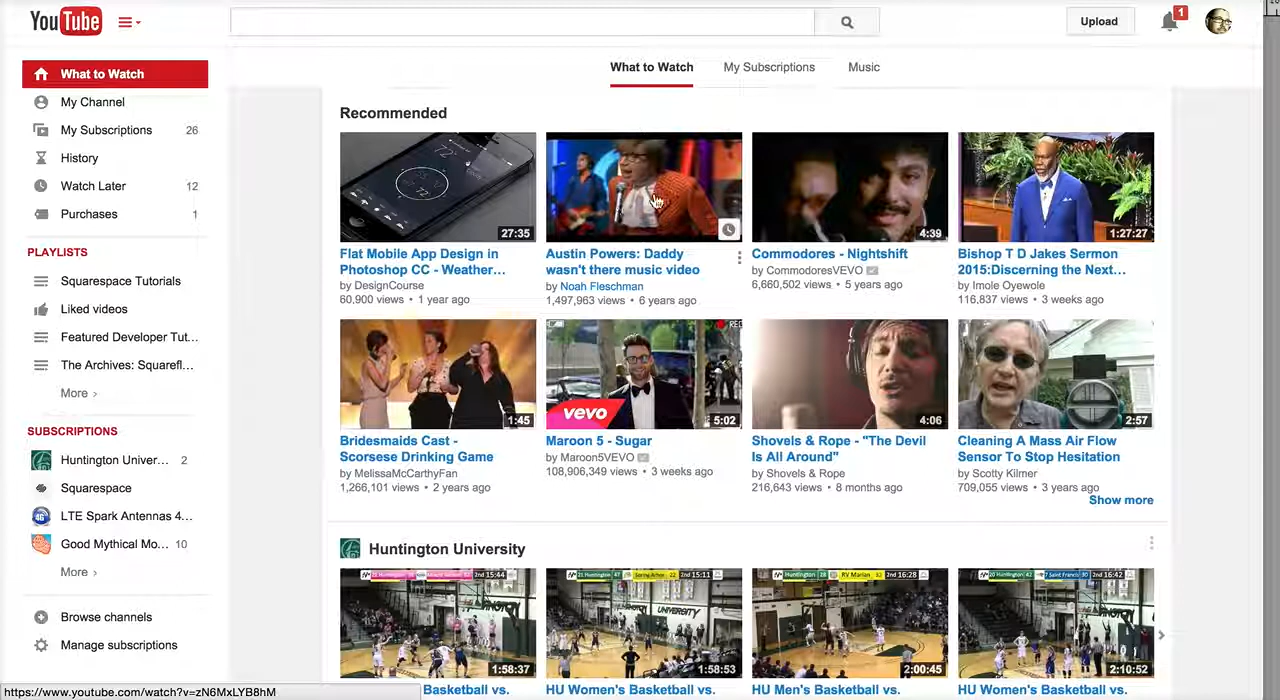 YouTube
Upload
1
What to Watch
My Channel
My Subscriptions 26
History
Watch Later 12
Purchases 1
PLAYLISTS
Squarespace Tutorials
Liked videos
Featured Developer Tut...
The Archives: Squarefl...
More ›
SUBSCRIPTIONS
Huntington Univer... 2
Squarespace
LTE Spark Antennas 4...
Good Mythical Mo... 10
More ›
Browse channels
Manage subscriptions
https://www.youtube.com/watch?v=zN6MxLYB8hM
What to Watch My Subscriptions Music
Recommended
27:35
Flat Mobile App Design in
Photoshop CC - Weather...
by DesignCourse
60,900 views • 1 year ago
Austin Powers: Daddy
wasn't there music video
by Noah Fleschman
1,497,963 views • 6 years ago
4:39
Commodores - Nightshift
by CommodoresVEVO
6,660,502 views • 5 years ago
1:27:27
Bishop T D Jakes Sermon
2015:Discerning the Next...
by Imole Oyewole
116,837 views • 3 weeks ago
1:45
Bridesmaids Cast -
Scorsese Drinking Game
by MelissaMcCarthyFan
1,266,101 views • 2 years ago
REC
vevo
5:02
Maroon 5 - Sugar
by Maroon5VEVO
108,906,349 views • 3 weeks ago
4:06
Shovels & Rope - "The Devil
Is All Around"
by Shovels & Rope
216,643 views • 8 months ago
2:57
Cleaning A Mass Air Flow
Sensor To Stop Hesitation
by Scotty Kilmer
709,055 views • 3 years ago
Show more
Huntington University
1:58:37
Basketball vs.
1:58:53
HU Women's Basketball vs.
2:00:45
HU Men's Basketball vs.
2:10:52
HU Women's Basketball vs.